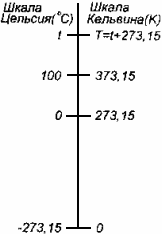 Шкала Шкала
Цельсия(°С) Кельвина(К)
t T=t+273,15
100 373,15
0 273,15
-273,15 0